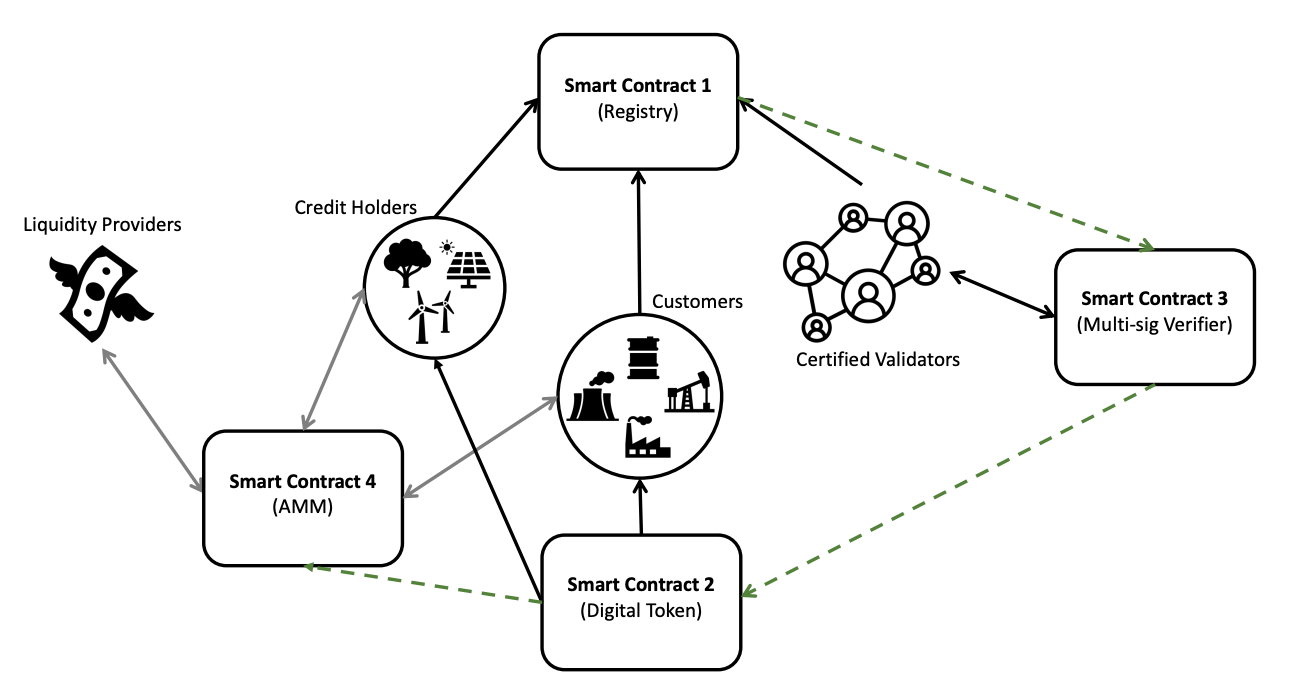 Smart Contract 1
(Registry)
Credit Holders
Liquidity Providers
Customers
Smart Contract 3
(Multi-sig Verifier)
Certified Validators
Smart Contract 4
(AMM)
Smart Contract 2
(Digital Token)